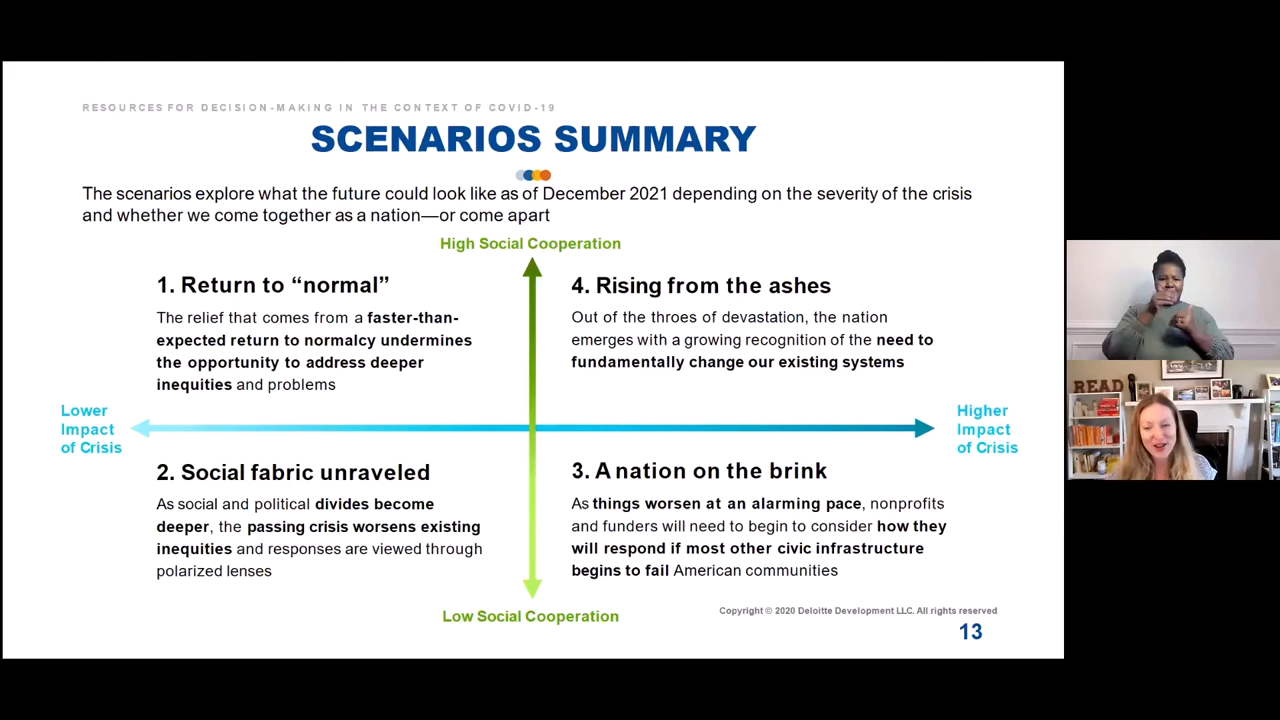 RESOURCES FOR DECISION-MAKING IN THE CONTEXT OF COVID-19
SCENARIOS SUMMARY
The scenarios explore what the future could look like as of December 2021 depending on the severity of the crisis
and whether we come together as a nation—or come apart
High Social Cooperation
1. Return to “normal”
The relief that comes from a faster-than-
expected return to normalcy undermines
the opportunity to address deeper
inequities and problems
4. Rising from the ashes
Out of the throes of devastation, the nation
emerges with a growing recognition of the need to
fundamentally change our existing systems
Lower
Impact
of Crisis
Higher
Impact
of Crisis
2. Social fabric unraveled
As social and political divides become
deeper, the passing crisis worsens existing
inequities and responses are viewed through
polarized lenses
3. A nation on the brink
As things worsen at an alarming pace, nonprofits
and funders will need to begin to consider how they
will respond if most other civic infrastructure
begins to fail American communities
Low Social Cooperation
Copyright © 2020 Deloitte Development LLC. All rights reserved
13
READ